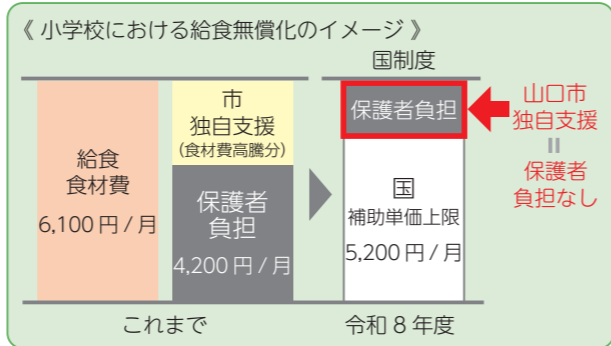 《 小学校における給食無償化のイメージ 》
給食
食材費
6,100円/月
市
独自支援
(食材費高騰分)
保護者
負担
4,200円/月
これまで
国制度
保護者負担
国
補助単価上限
5,200円/月
令和8年度
山口市
独自支援
=
保護者
負担なし